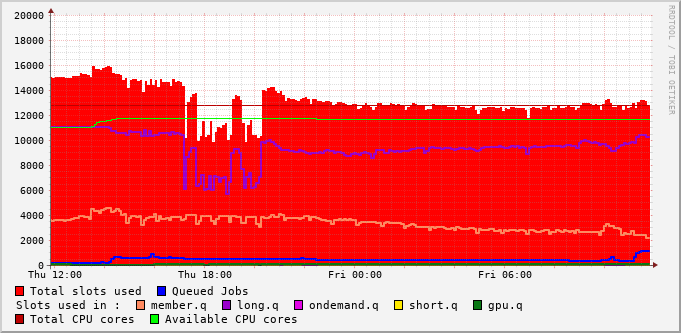 20000
18000
16000
14000
12000
10000
8000
6000
4000
2000
0
Thu 12:00 Thu 18:00 Fri 00:00 Fri 06:00
RRDTOOL / TOBI OETIKER
Total slots used Queued Jobs
Slots used in : member.q long.q ondemand.q short.q gpu.q
Total CPU cores Available CPU cores